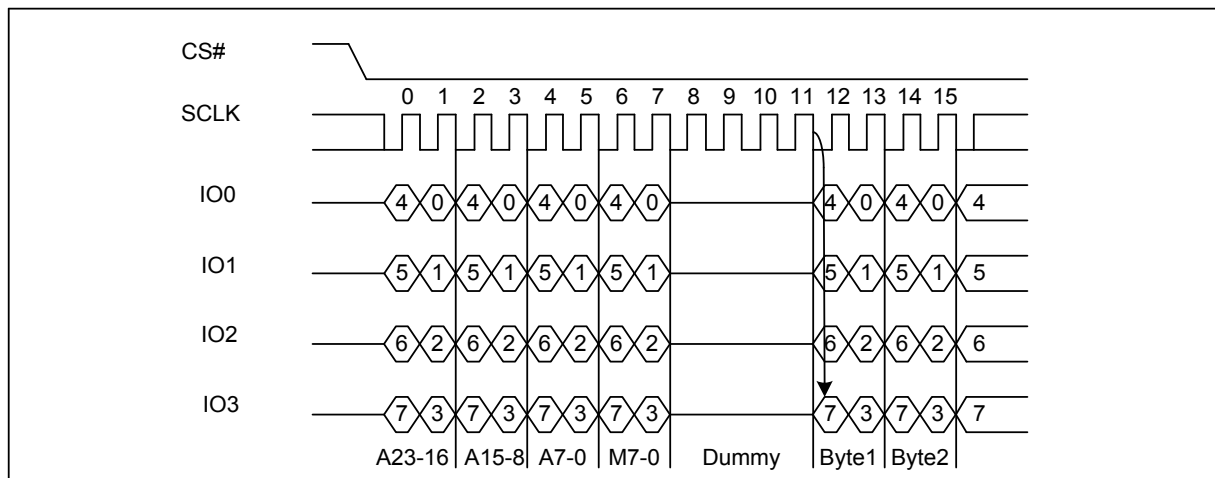 CS#
0 1 2 3 4 5 6 7 8 9 10 11 12 13 14 15
SCLK
IO0 4 0 4 0 4 0 4 0 4 0 4 0 4
IO1 5 1 5 1 5 1 5 1 5 1 5 1 5
IO2 6 2 6 2 6 2 6 2 6 2 6 2 6
IO3 7 3 7 3 7 3 7 3 7 3 7 3 7
A23-16 A15-8 A7-0 M7-0 Dummy Byte1 Byte2